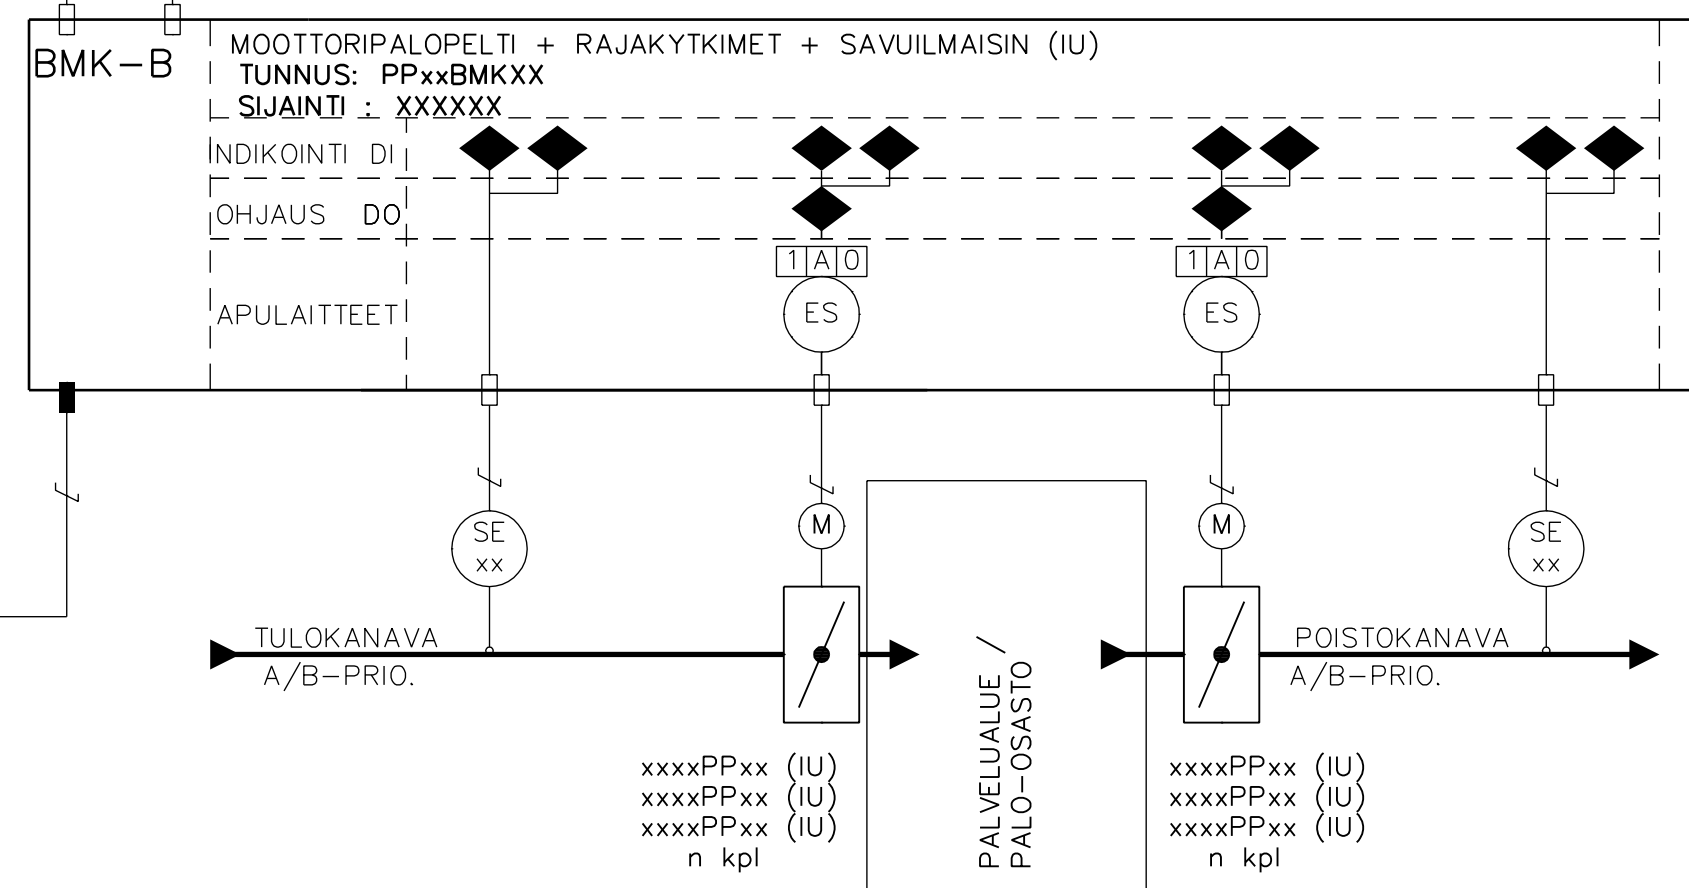 BMK-B
MOOTTORIPALOPELTI + RAJAKYTKIMET + SAVUILMAISIN (IU)
TUNNUS: PPxxBMKXX
SIJAINTI : XXXXXX
INDIKOINTI DI
OHJAUS DO
1 A 0
1 A 0
APULAITTEET
ES
ES
M
M
SE
xx
SE
xx
TULOKANAVA
A/B-PRIO.
POISTOKANAVA
A/B-PRIO.
PALVELUALUE /
PALO-OSASTO
xxxxPPxx (IU)
xxxxPPxx (IU)
xxxxPPxx (IU)
n kpl
xxxxPPxx (IU)
xxxxPPxx (IU)
xxxxPPxx (IU)
n kpl